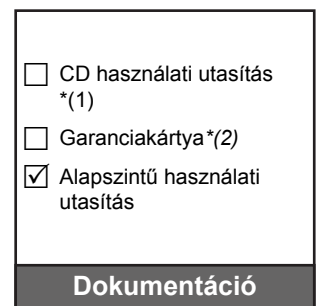 CD használati utasítás
*(1)
Garanciakártya*(2)
Alapszintű használati
utasítás
Dokumentáció